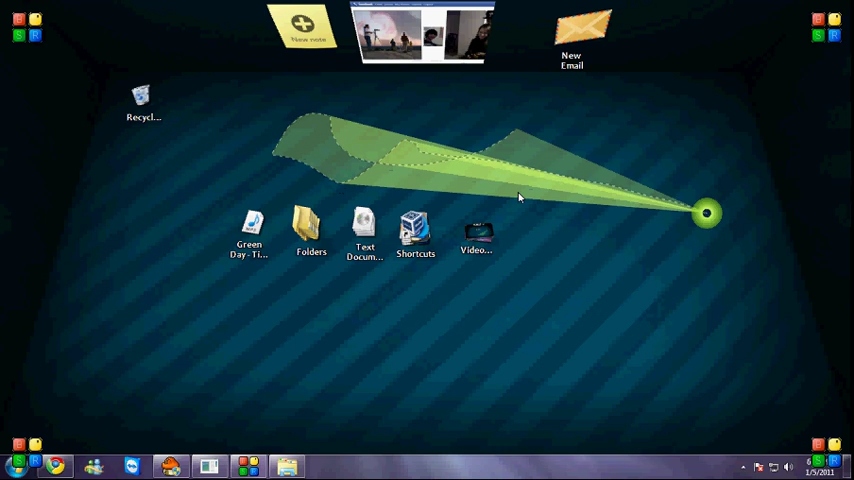 New note
New
Email
Recycl...
Green
Day - Ti...
Folders
Text
Docum...
Shortcuts
Video...
B
S R
B
S R
B
S R
B
S R
1/5/2011